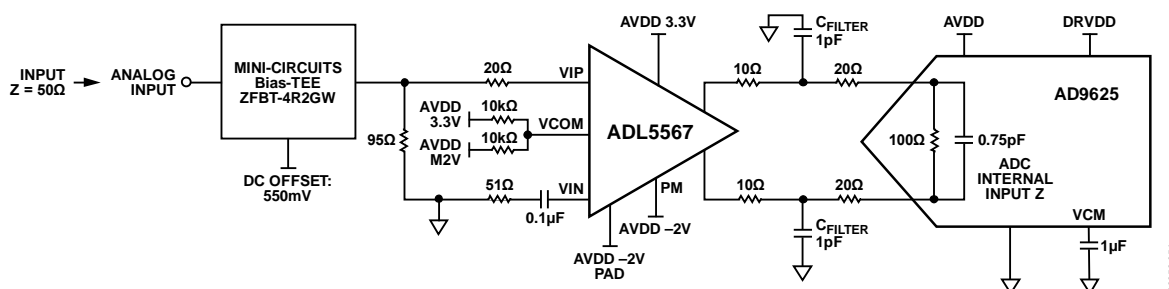 INPUT
Z = 50Ω
ANALOG
INPUT
MINI-CIRCUITS
Bias-TEE
ZFBT-4R2GW
DC OFFSET:
550mV
95Ω
20Ω
VIP
AVDD
3.3V
10kΩ
VCOM
AVDD
M2V
10kΩ
51Ω
0.1µF
VIN
AVDD 3.3V
ADL5567
PM
AVDD –2V
AVDD –2V
PAD
10Ω
CFILTER
1pF
20Ω
10Ω
20Ω
CFILTER
1pF
AVDD
DRVDD
AD9625
100Ω
0.75pF
ADC
INTERNAL
INPUT Z
VCM
1µF